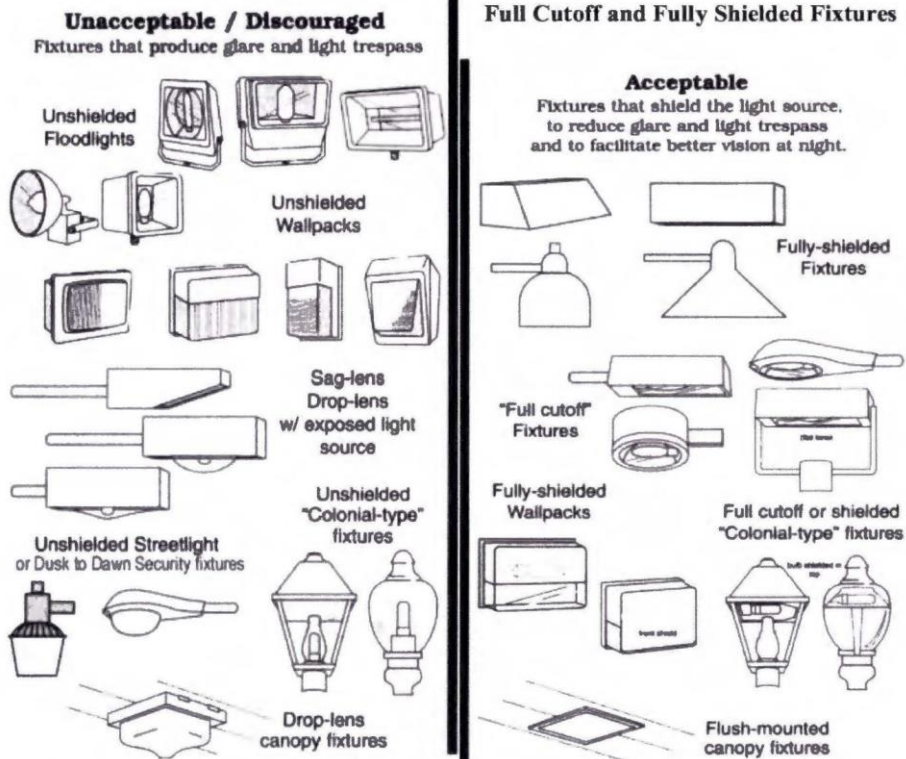 Unacceptable / Discouraged
Fixtures that produce glare and light trespass
Unshielded
Floodlights
Unshielded
Wallpacks
Sag-lens
Drop-lens
w/ exposed light
source
Unshielded
"Colonial-type"
fixtures
Unshielded Streetlight
or Dusk to Dawn Security fixtures
Drop-lens
canopy fixtures
Full Cutoff and Fully Shielded Fixtures
Acceptable
Fixtures that shield the light source,
to reduce glare and light trespass
and to facilitate better vision at night.
Fully-shielded
Fixtures
"Full cutoff"
Fixtures
Fully-shielded
Wallpacks
Full cutoff or shielded
"Colonial-type" fixtures
bulb shielded in
top
Flush-mounted
canopy fixtures